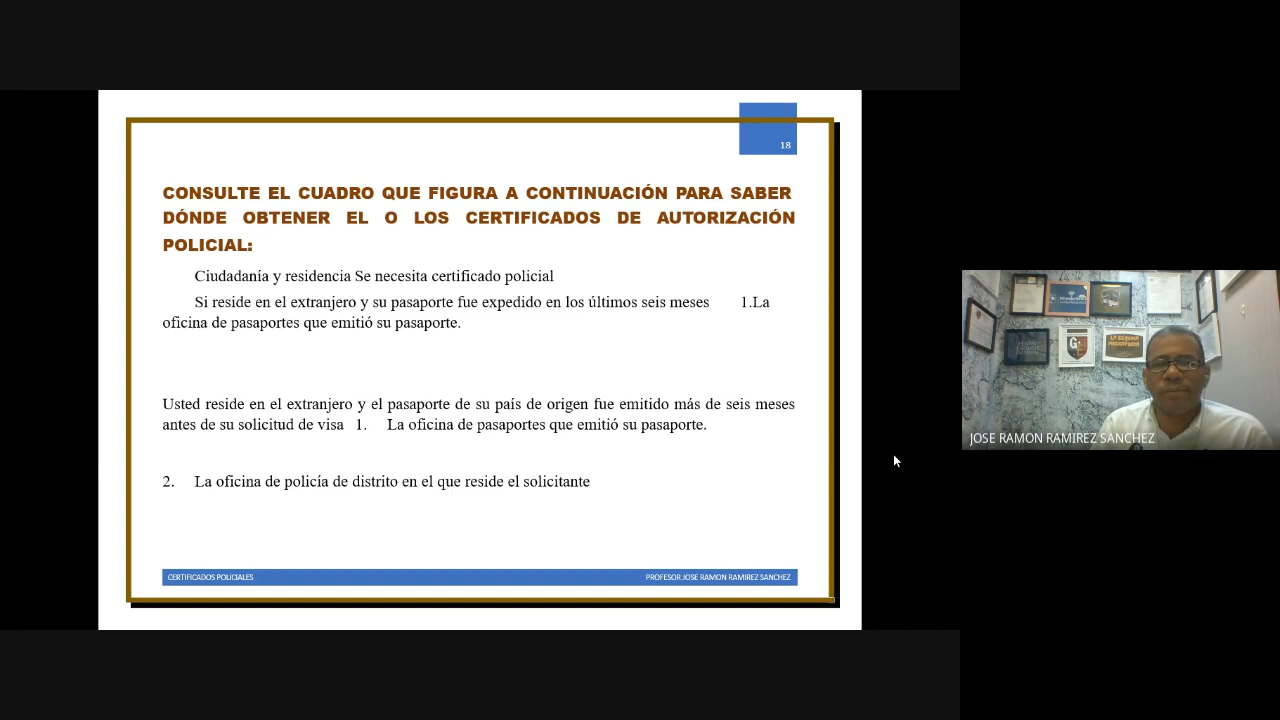 18
CONSULTE EL CUADRO QUE FIGURA A CONTINUACIÓN PARA SABER
DÓNDE OBTENER EL O LOS CERTIFICADOS DE AUTORIZACIÓN
POLICIAL:
Ciudadanía y residencia Se necesita certificado policial
Si reside en el extranjero y su pasaporte fue expedido en los últimos seis meses 1.La
oficina de pasaportes que emitió su pasaporte.
Usted reside en el extranjero y el pasaporte de su país de origen fue emitido más de seis meses
antes de su solicitud de visa 1. La oficina de pasaportes que emitió su pasaporte.
2. La oficina de policía de distrito en el que reside el solicitante
CERTIFICADOS POLICIALES PROFESOR JOSE RAMON RAMIREZ SANCHEZ
JOSE RAMON RAMIREZ SANCHEZ